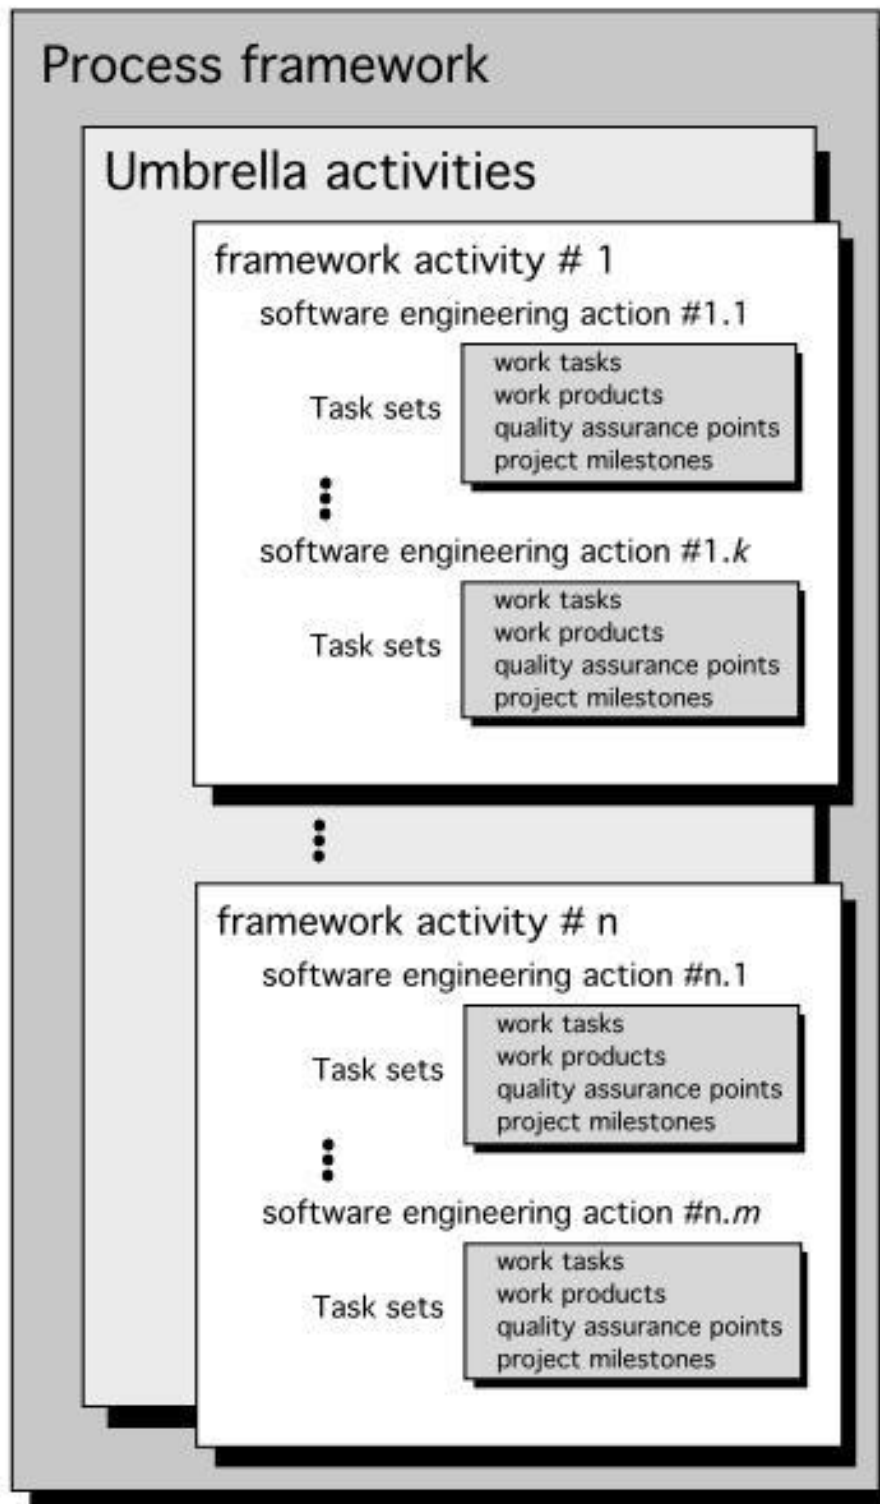 Process framework
Umbrella activities
framework activity # 1
software engineering action #1.1
Task sets
work tasks
work products
quality assurance points
project milestones
software engineering action #1.k
Task sets
work tasks
work products
quality assurance points
project milestones
framework activity # n
software engineering action #n.1
Task sets
work tasks
work products
quality assurance points
project milestones
software engineering action #n.m
Task sets
work tasks
work products
quality assurance points
project milestones